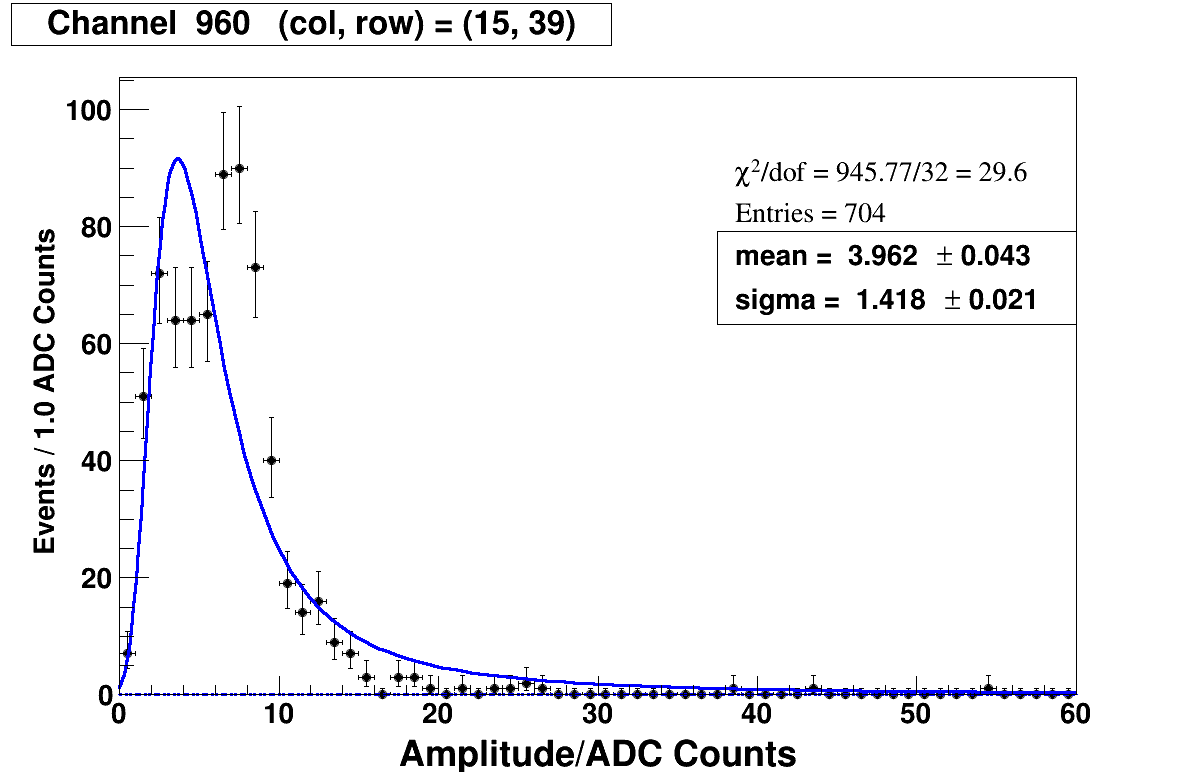 Channel 960 (col, row) = (15, 39)
χ²/dof = 945.77/32 = 29.6
Entries = 704
mean = 3.962 ± 0.043
sigma = 1.418 ± 0.021
Events / 1.0 ADC Counts
100
80
60
40
20
0
0 10 20 30 40 50 60
Amplitude/ADC Counts